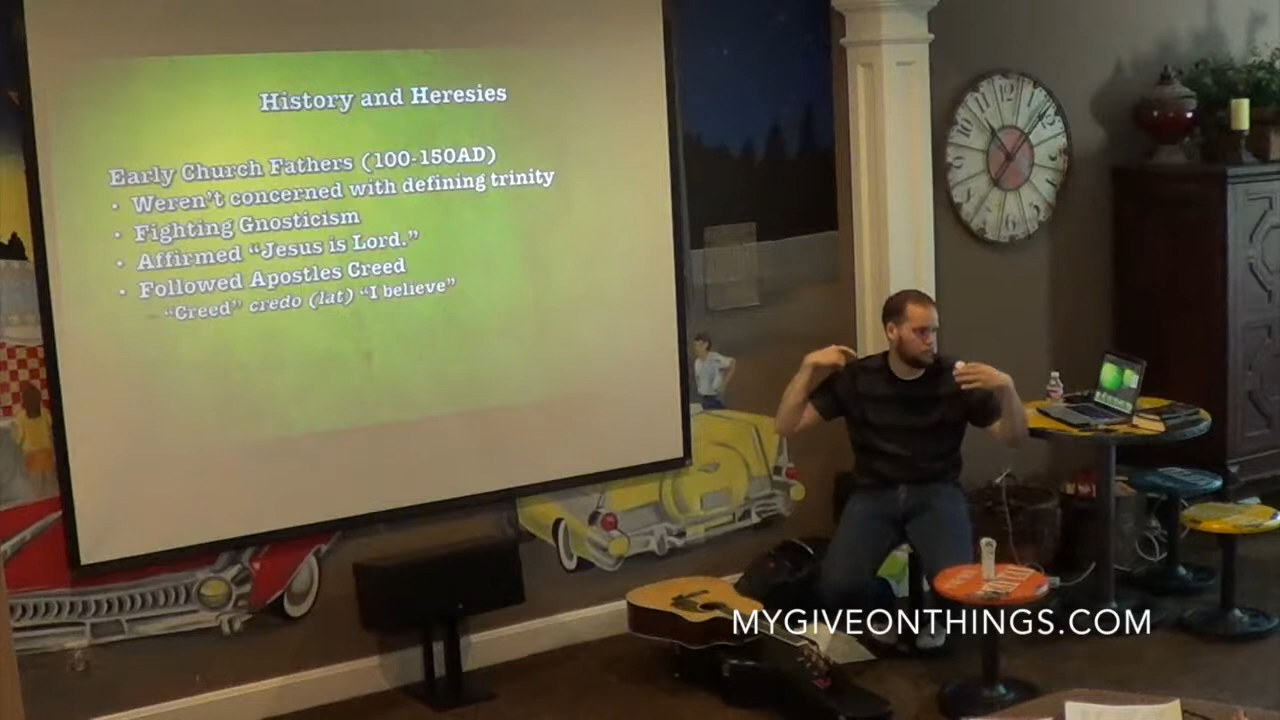 History and Heresies
Early Church Fathers (100-150AD)
• Weren't concerned with defining trinity
• Fighting Gnosticism
• Affirmed “Jesus is Lord.”
• Followed Apostles Creed
“Creed” credo (lat) “I believe”
MYGIVEONTHINGS.COM